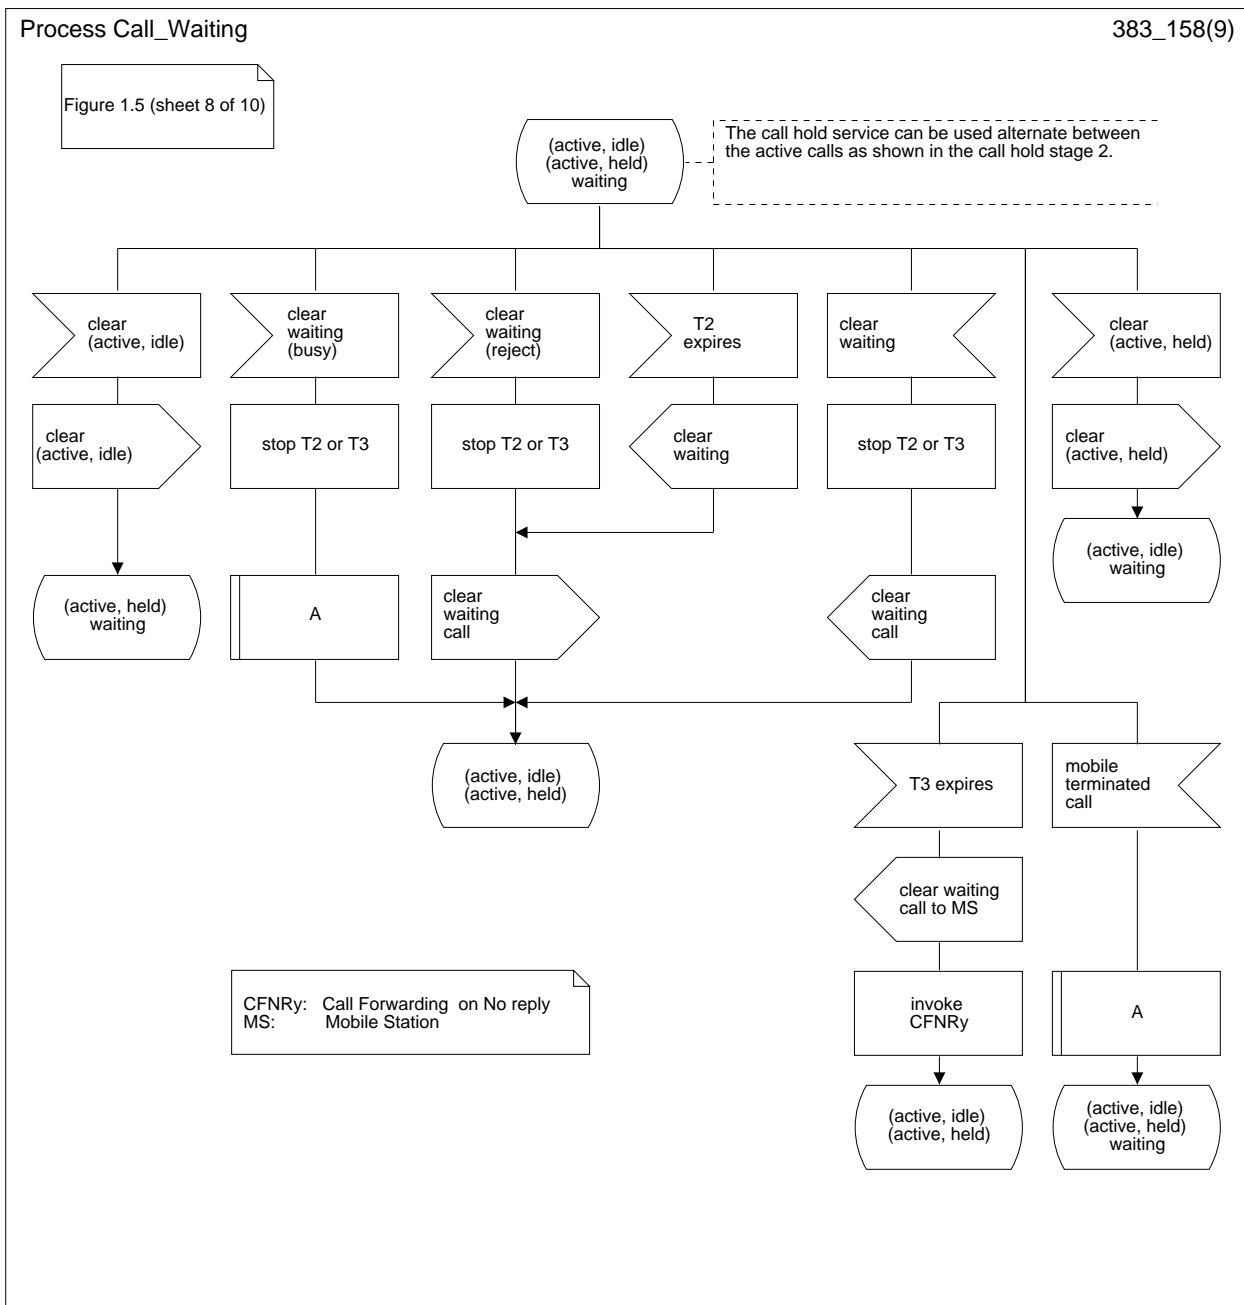 Process Call_Waiting
383_158(9)
Figure 1.5 (sheet 8 of 10)
(active, idle)
(active, held)
waiting
The call hold service can be used alternate between
the active calls as shown in the call hold stage 2.
clear
(active, idle)
clear
waiting
(busy)
clear
waiting
(reject)
T2
expires
clear
waiting
clear
(active, held)
clear
(active, idle)
stop T2 or T3
stop T2 or T3
clear
waiting
stop T2 or T3
clear
(active, held)
(active, idle)
waiting
(active, held)
waiting
A
clear
waiting
call
clear
waiting
call
(active, idle)
(active, held)
T3 expires
mobile
terminated
call
clear waiting
call to MS
CFNRy: Call Forwarding on No reply
MS: Mobile Station
invoke
CFNRy
A
(active, idle)
(active, held)
(active, idle)
(active, held)
waiting